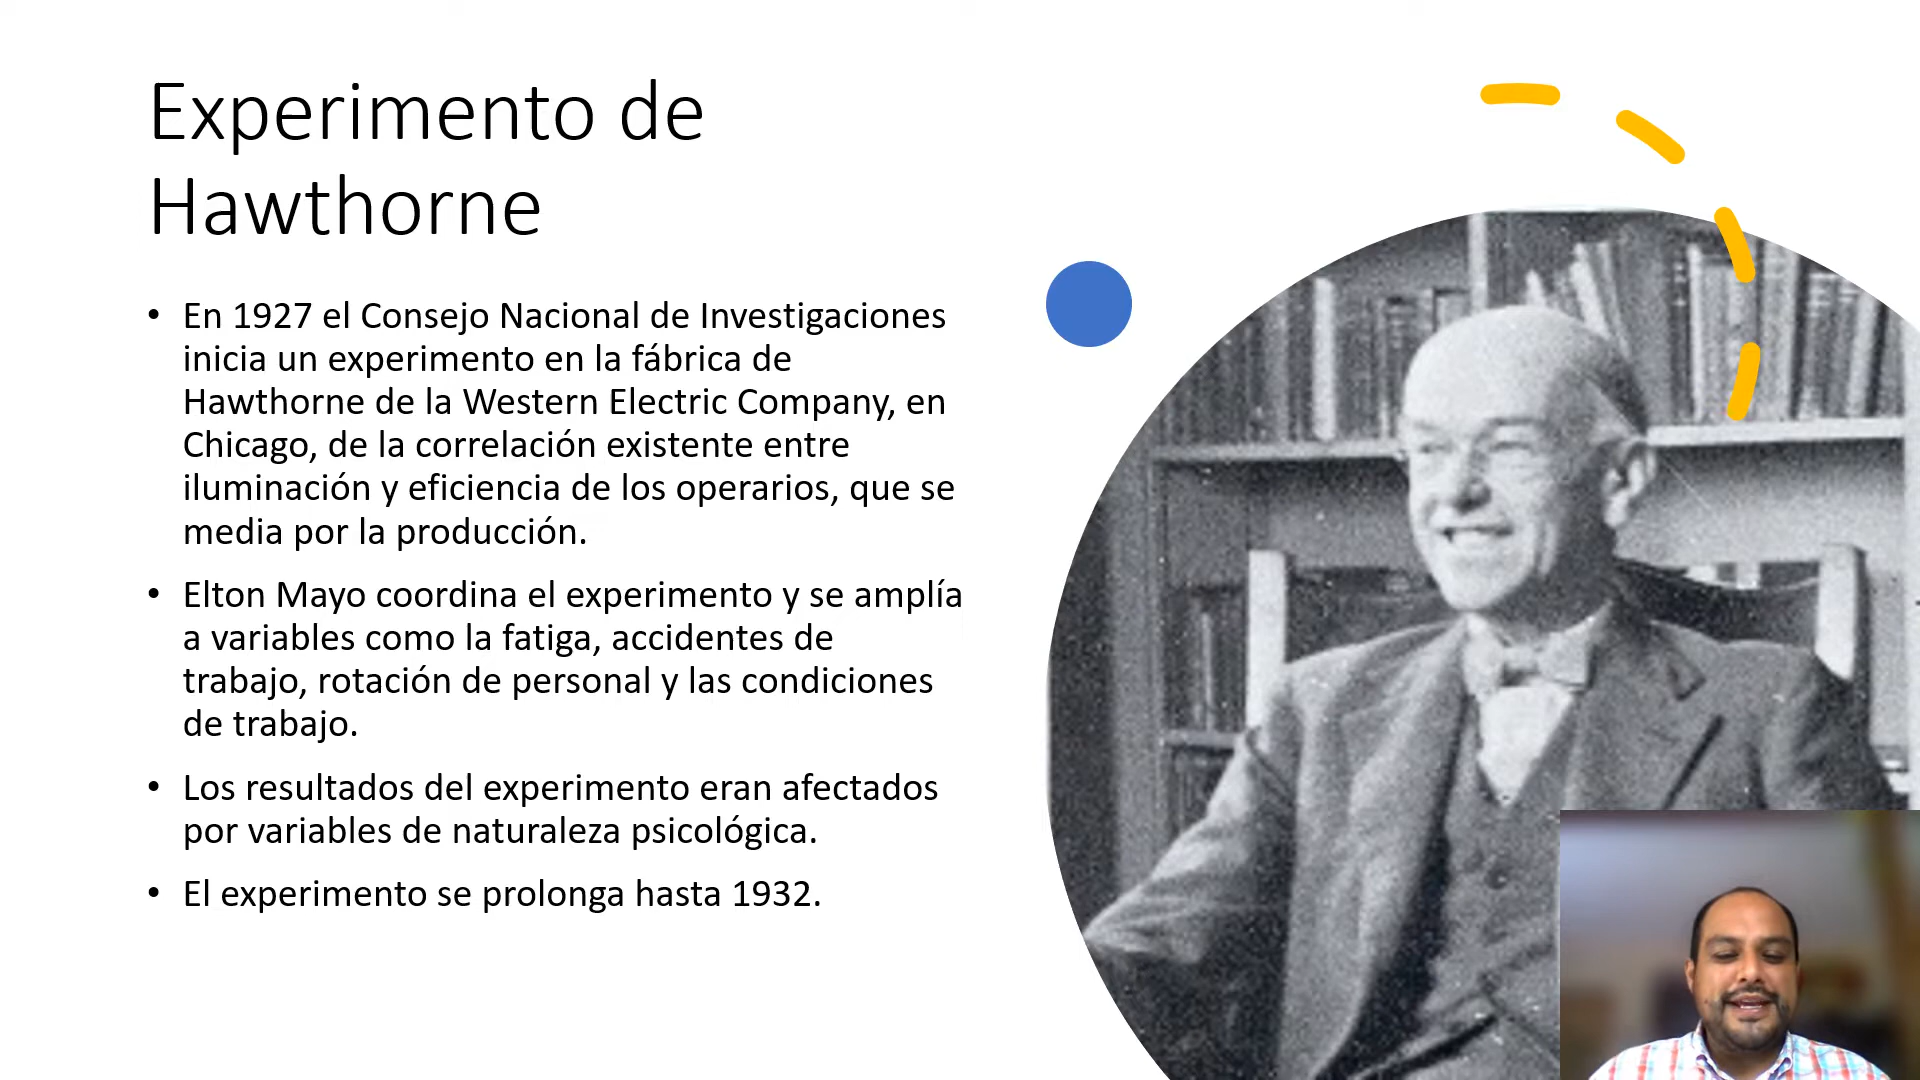 Experimento de
Hawthorne
• En 1927 el Consejo Nacional de Investigaciones
inicia un experimento en la fábrica de
Hawthorne de la Western Electric Company, en
Chicago, de la correlación existente entre
iluminación y eficiencia de los operarios, que se
media por la producción.
• Elton Mayo coordina el experimento y se amplía
a variables como la fatiga, accidentes de
trabajo, rotación de personal y las condiciones
de trabajo.
• Los resultados del experimento eran afectados
por variables de naturaleza psicológica.
• El experimento se prolonga hasta 1932.